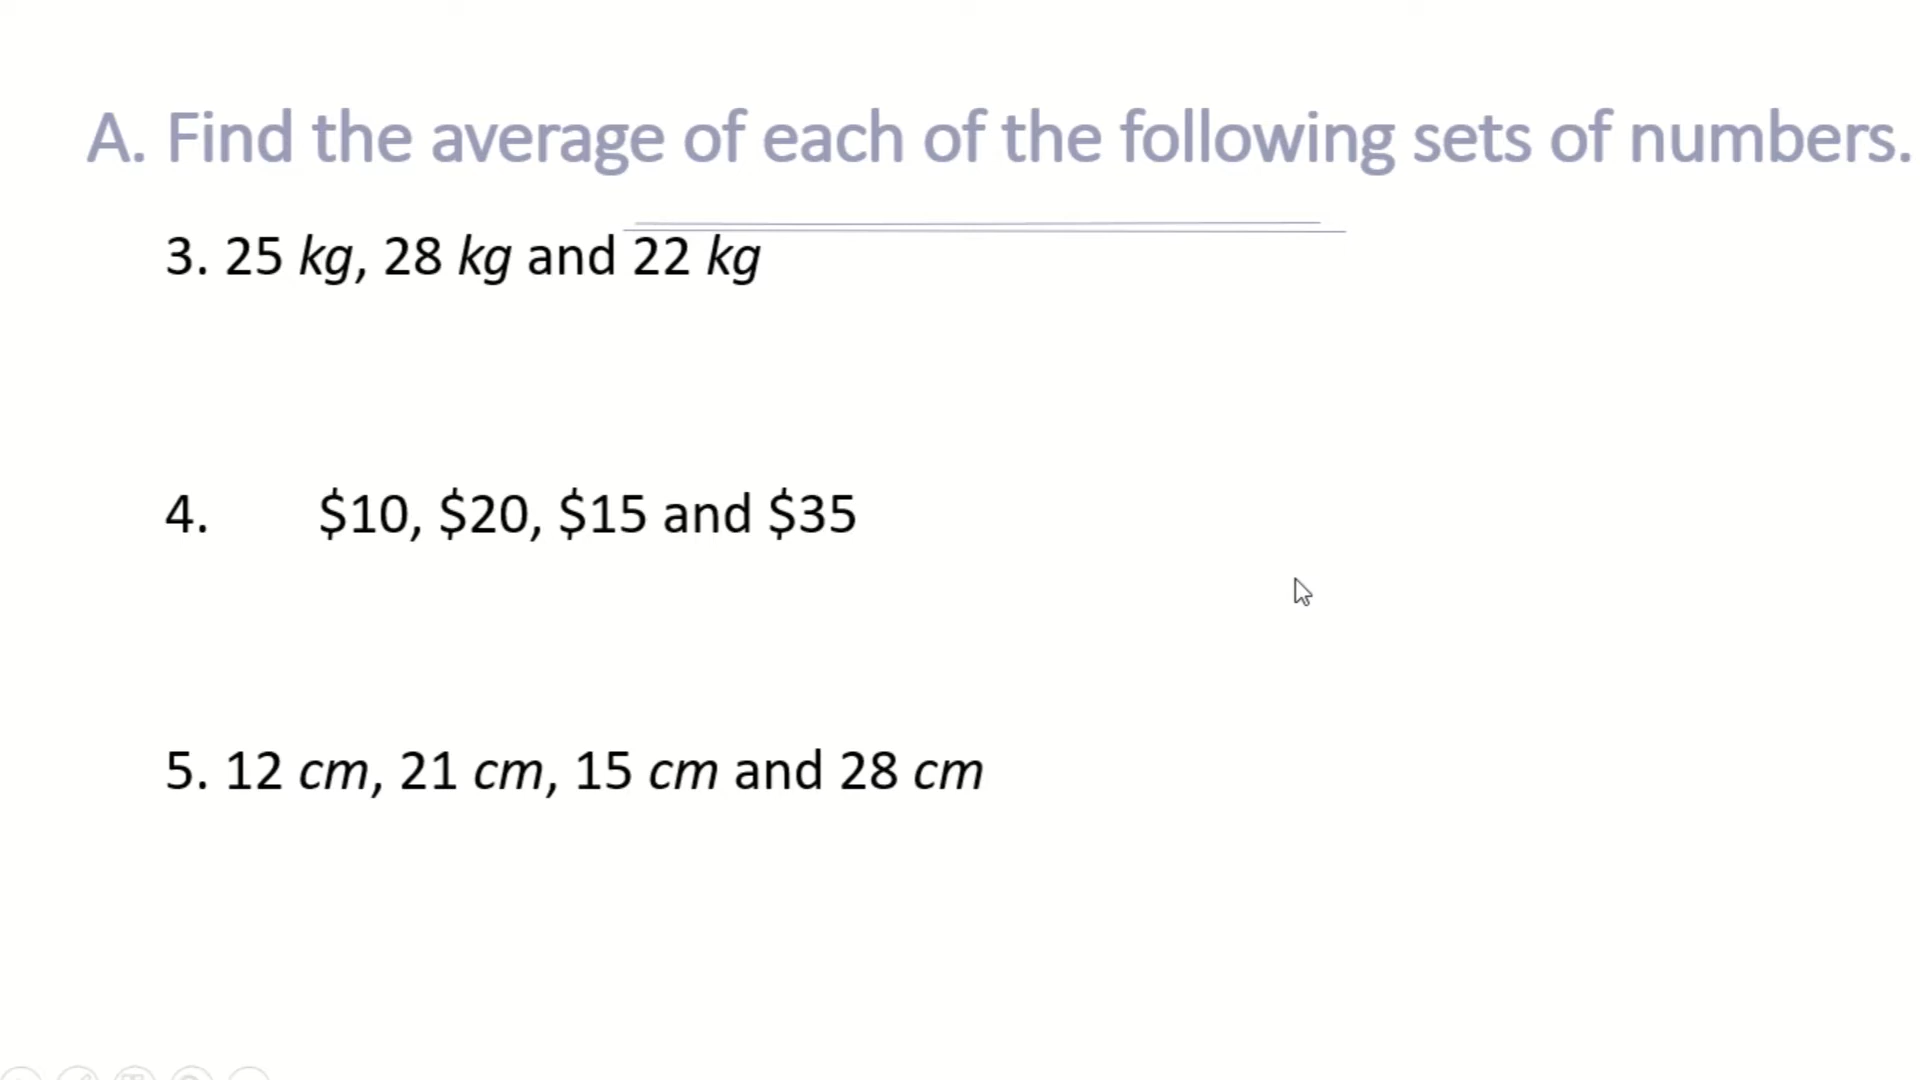 A. Find the average of each of the following sets of numbers.
3. 25 kg, 28 kg and 22 kg
4. $10, $20, $15 and $35
5. 12 cm, 21 cm, 15 cm and 28 cm